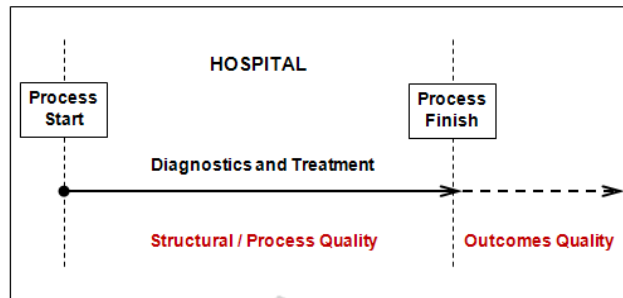 HOSPITAL
Process
Start
Process
Finish
Diagnostics and Treatment
Structural / Process Quality
Outcomes Quality